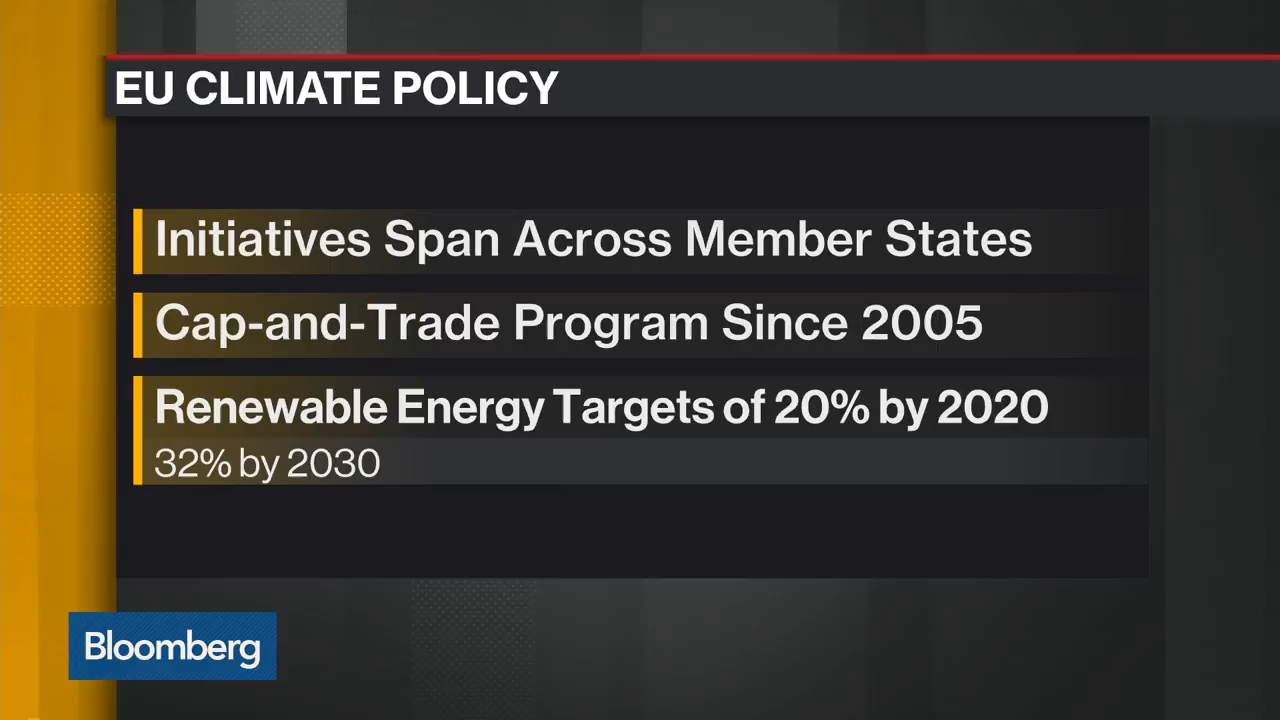 EU CLIMATE POLICY
Initiatives Span Across Member States
Cap-and-Trade Program Since 2005
Renewable Energy Targets of 20% by 2020
32% by 2030
Bloomberg